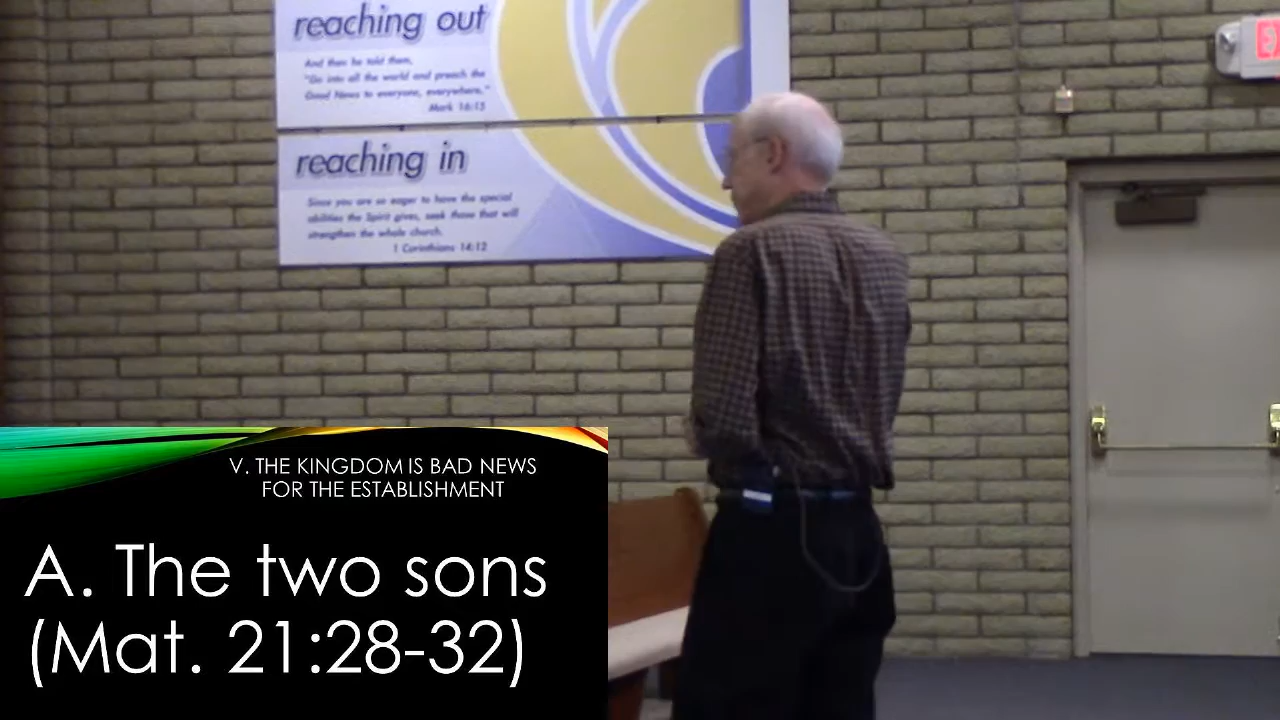 reaching out
And then he told them,
"Go into all the world and preach the
Good News to everyone, everywhere."
Mark 16:15
reaching in
Since you are so eager to have the special
abilities the Spirit gives, seek those that will
strengthen the whole church.
1 Corinthians 14:12
V. THE KINGDOM IS BAD NEWS
FOR THE ESTABLISHMENT
A. The two sons
(Mat. 21:28-32)